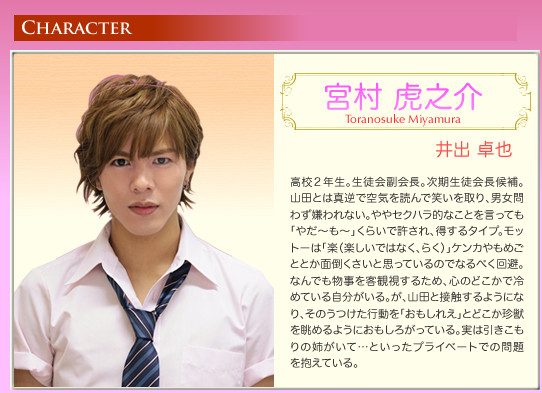 CHARACTER
宮村 虎之介
Toranosuke Miyamura
井出 卓也
高校2年生。生徒会副会長。次期生徒会長候補。
山田とは真逆で空気を読んで笑いを取り、男女問
わず嫌われない。ややセクハラ的なことを言っても
「やだ〜も〜」くらいで許され、得するタイプ。モッ
トーは「楽(楽しいではなく、らく)」ケンカやもめご
ととか面倒くさいと思っているのでなるべく回避。
なんでも物事を客観視するため、心のどこかで冷
めている自分がいる。が、山田と接触するようにな
り、そのうつけた行動を「おもしれえ」とどこか珍獣
を眺めるようにおもしろがっている。実は引きこも
りの姉がいて…といったプライベートでの問題
を抱えている。